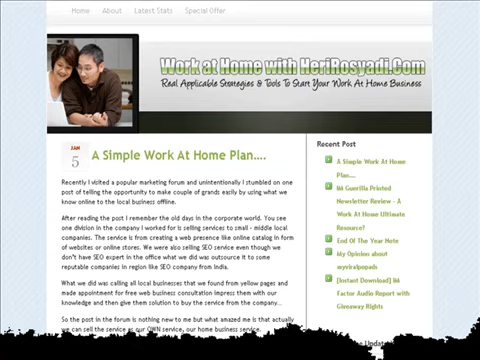 Home About Latest Stats Special Offer
Work at Home with HeriRosyadi.Com
Real Applicable Strategies & Tools To Start Your Work At Home Business
JAN
5
A Simple Work At Home Plan....
Recently I visited a popular marketing forum and unintentionally I stumbled on one
post of telling the opportunity to make couple of grands easily by using what we
know online to the local business offline.
After reading the post I remember the old days in the corporate world. You see
one division in the company I worked for is selling services to small - middle local
companies. The service is from creating a web presence like online catalog in form
of websites or online stores. We were also selling SEO service even though we
don't have SEO expert in the office what we did was outsource it to some
reputable companies in region like SEO company from India.
What we did was calling all local businesses that we found from yellow pages and
made appointment for free web business consultation impress them with our
knowledge and then give them solution to buy the service from the company..
So the post in the forum is nothing new to me but what amazed me is that actually
we can sell the service as our OWN service, our home business service.
Recent Post
A Simple Work At Home
Plan....
IM Guerilla Printed
Newsletter Review - A
Work At Home Ultimate
Resource?
End Of The Year Note
My Opinion about
myviralpopads
[Instant Download] IM
Factor Audio Report with
Giveaway Rights
Update